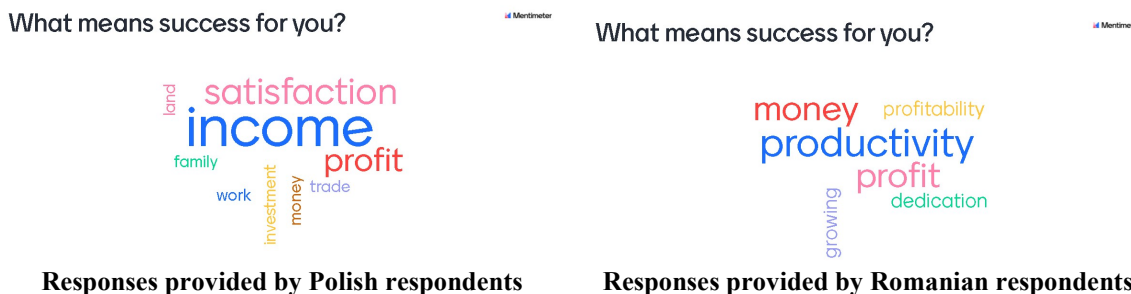 What means success for you?
Mentimeter
land
satisfaction
income
family
profit
work
investment
money
trade
Responses provided by Polish respondents
What means success for you?
Mentime
money
profitability
productivity
profit
dedication
growing
Responses provided by Romanian respondents